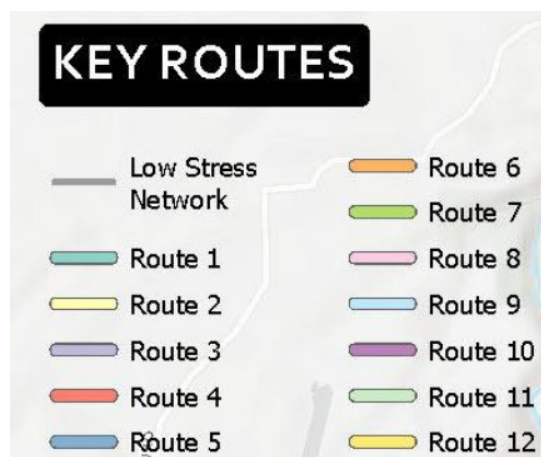 KEY ROUTES
Low Stress
Network
Route 1
Route 2
Route 3
Route 4
Route 5
Route 6
Route 7
Route 8
Route 9
Route 10
Route 11
Route 12